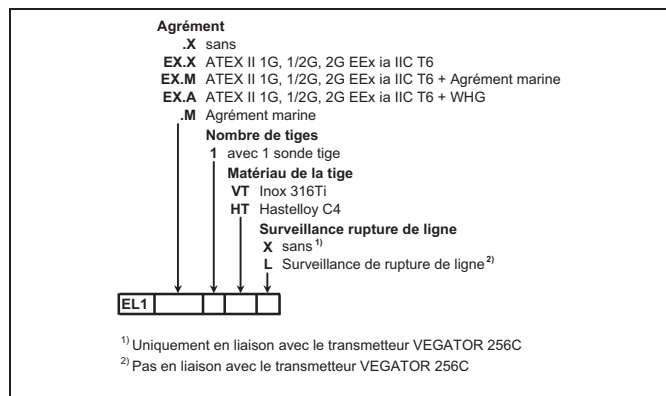 Agrément
.X sans
EX.X ATEX II 1G, 1/2G, 2G EEx ia IIC T6
EX.M ATEX II 1G, 1/2G, 2G EEx ia IIC T6 + Agrément marine
EX.A ATEX II 1G, 1/2G, 2G EEx ia IIC T6 + WHG
.M Agrément marine
Nombre de tiges
1 avec 1 sonde tige
Matériau de la tige
VT Inox 316Ti
HT Hastelloy C4
Surveillance rupture de ligne
X sans 1)
L Surveillance de rupture de ligne 2)
EL1
1) Uniquement en liaison avec le transmetteur VEGATOR 256C
2) Pas en liaison avec le transmetteur VEGATOR 256C